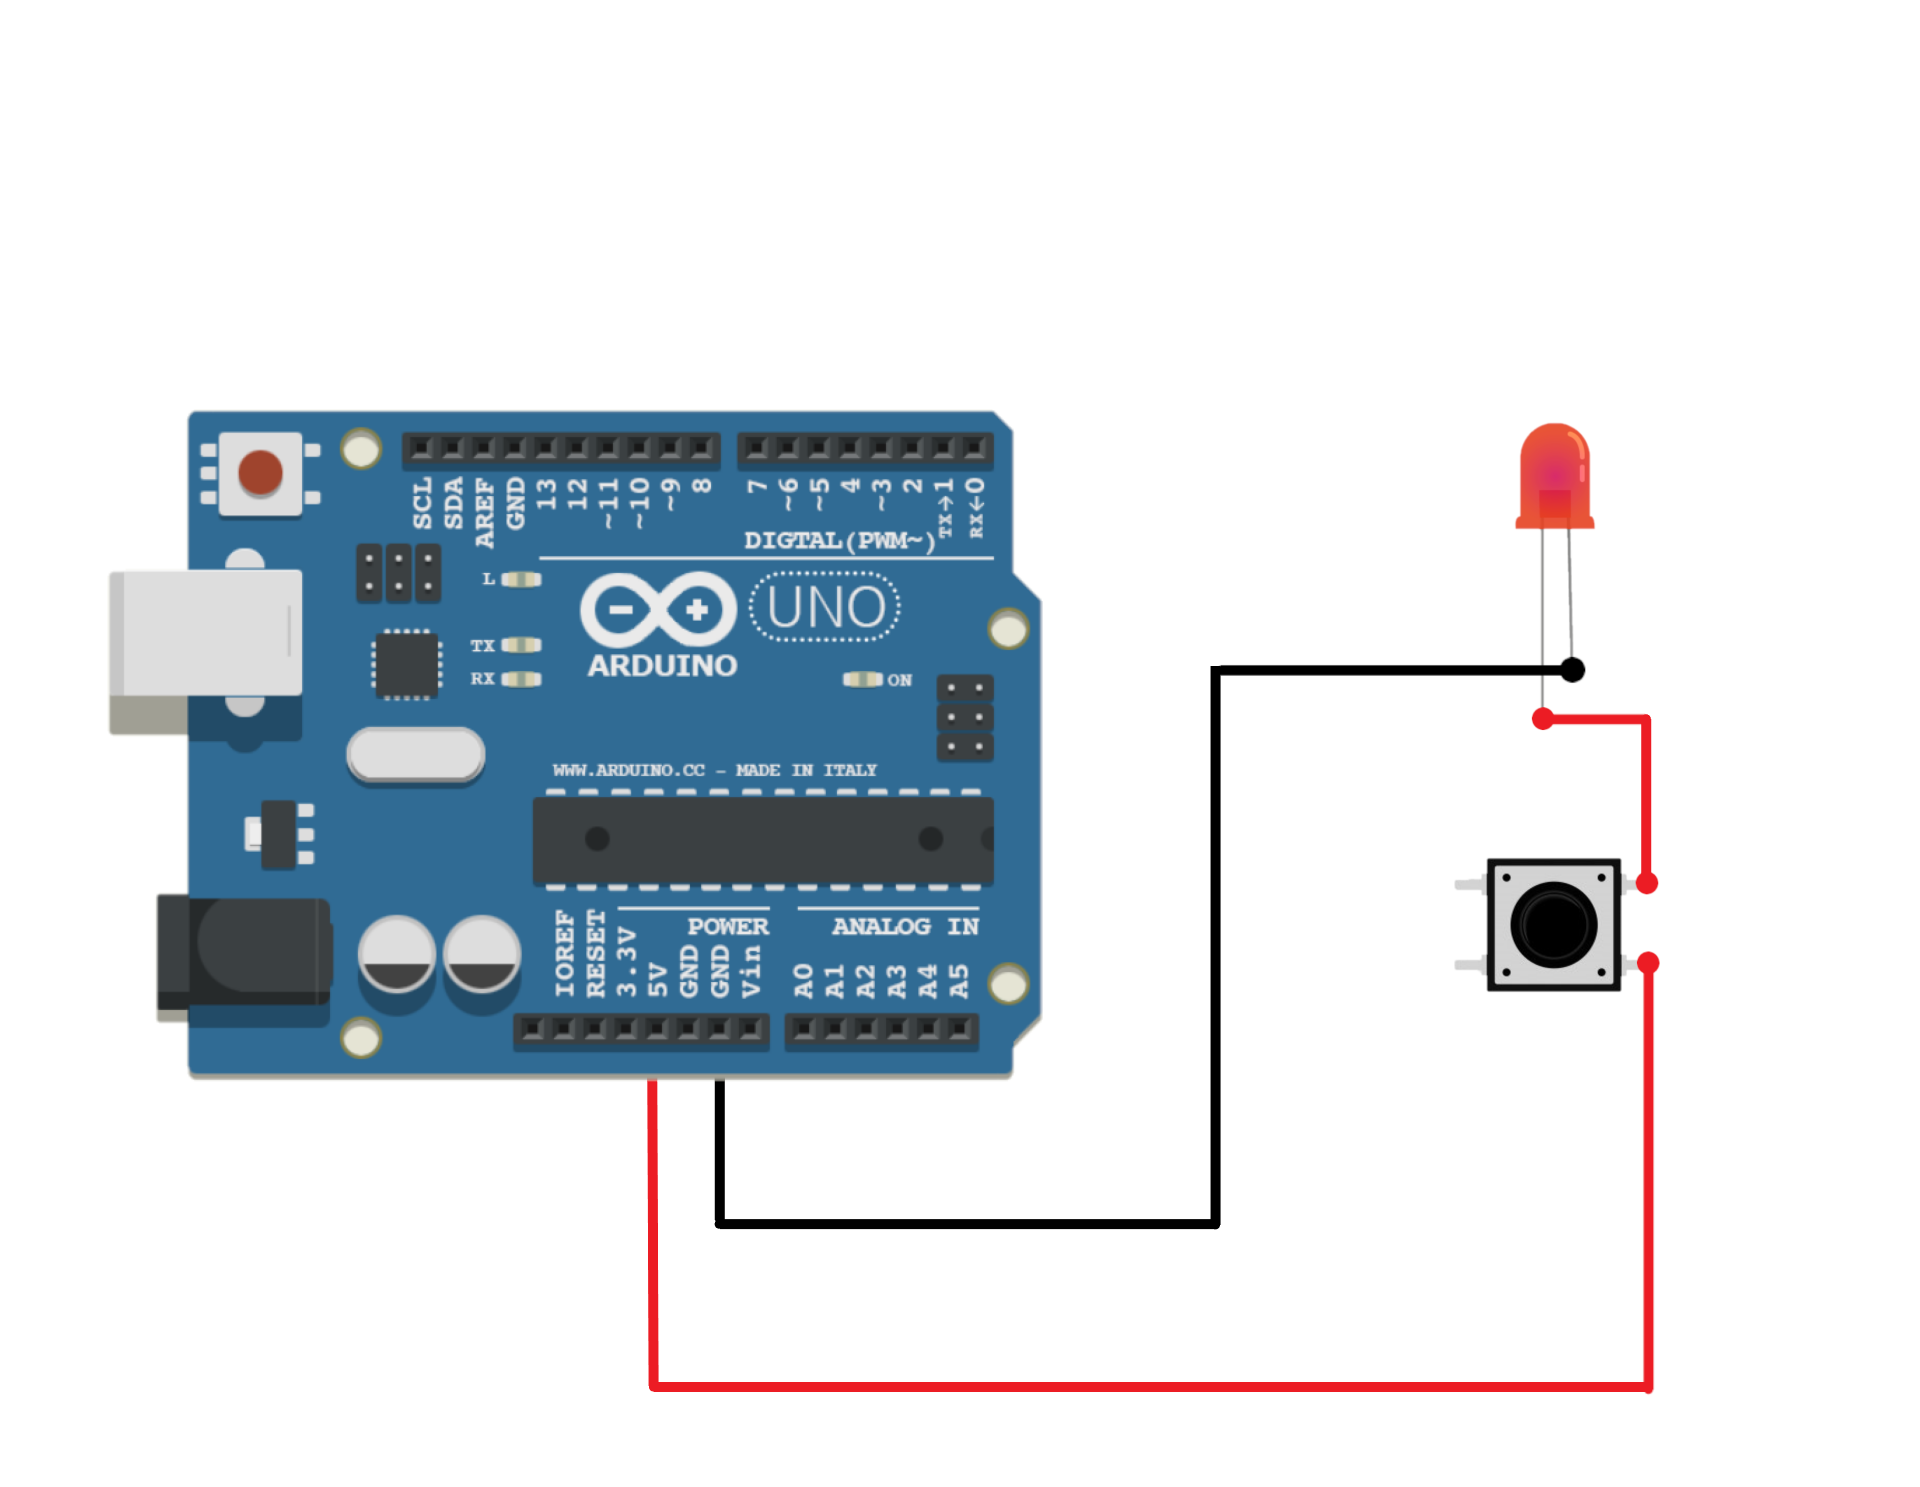 SCL
SDA
AREF
GND
13
12
~11
~10
~9
8
7
~6
~5
4
~3
2
TX→1
RX←0
DIGTAL(PWM~)
L
TX
RX
UNO
ARDUINO
ON
WWW.ARDUINO.CC - MADE IN ITALY
POWER
ANALOG IN
IOREF
RESET
3.3V
5V
GND
GND
Vin
A0
A1
A2
A3
A4
A5